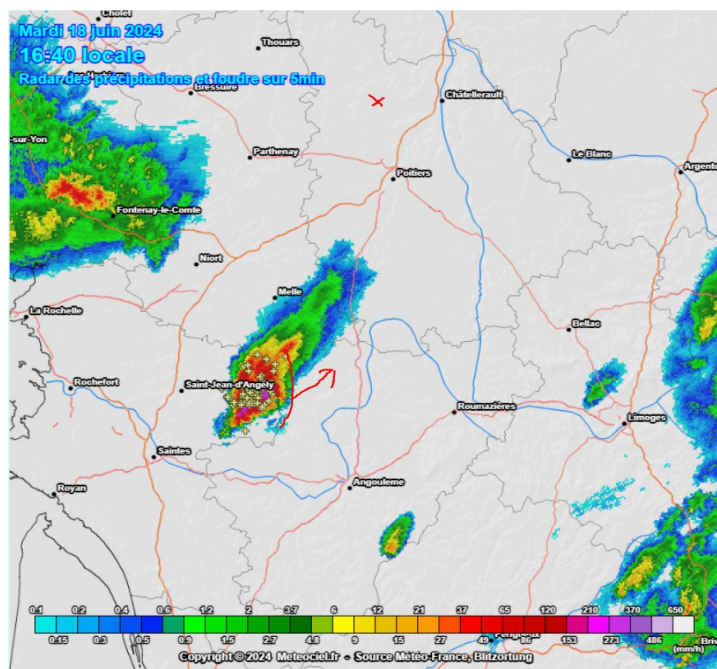 Cholet
Mardi 18 juin 2024
16:40 locale
Radar des précipitations et foudre sur 5min
Thouars
Bressuire
Châtellerault
-sur-Yon
Parthenay
Le Blanc
Argento
Poitiers
Fontenay-le-Comte
Niort
Melle
La Rochelle
Bellac
Rochefort
Saint-Jean-d'Angély
Roumazières
Limoges
Saintes
Royan
Angouleme
0.1 0.2 0.4 0.6 1.2 2 3.7 6 12 21 37 65 120 210 370 650
0.15 0.3 0.5 0.9 1.5 2.7 4.8 9 15 27 49 86 153 273 486 (mm/h)
Copyright © 2024 Meteociel.fr - Source Météo-France, Blitzortung